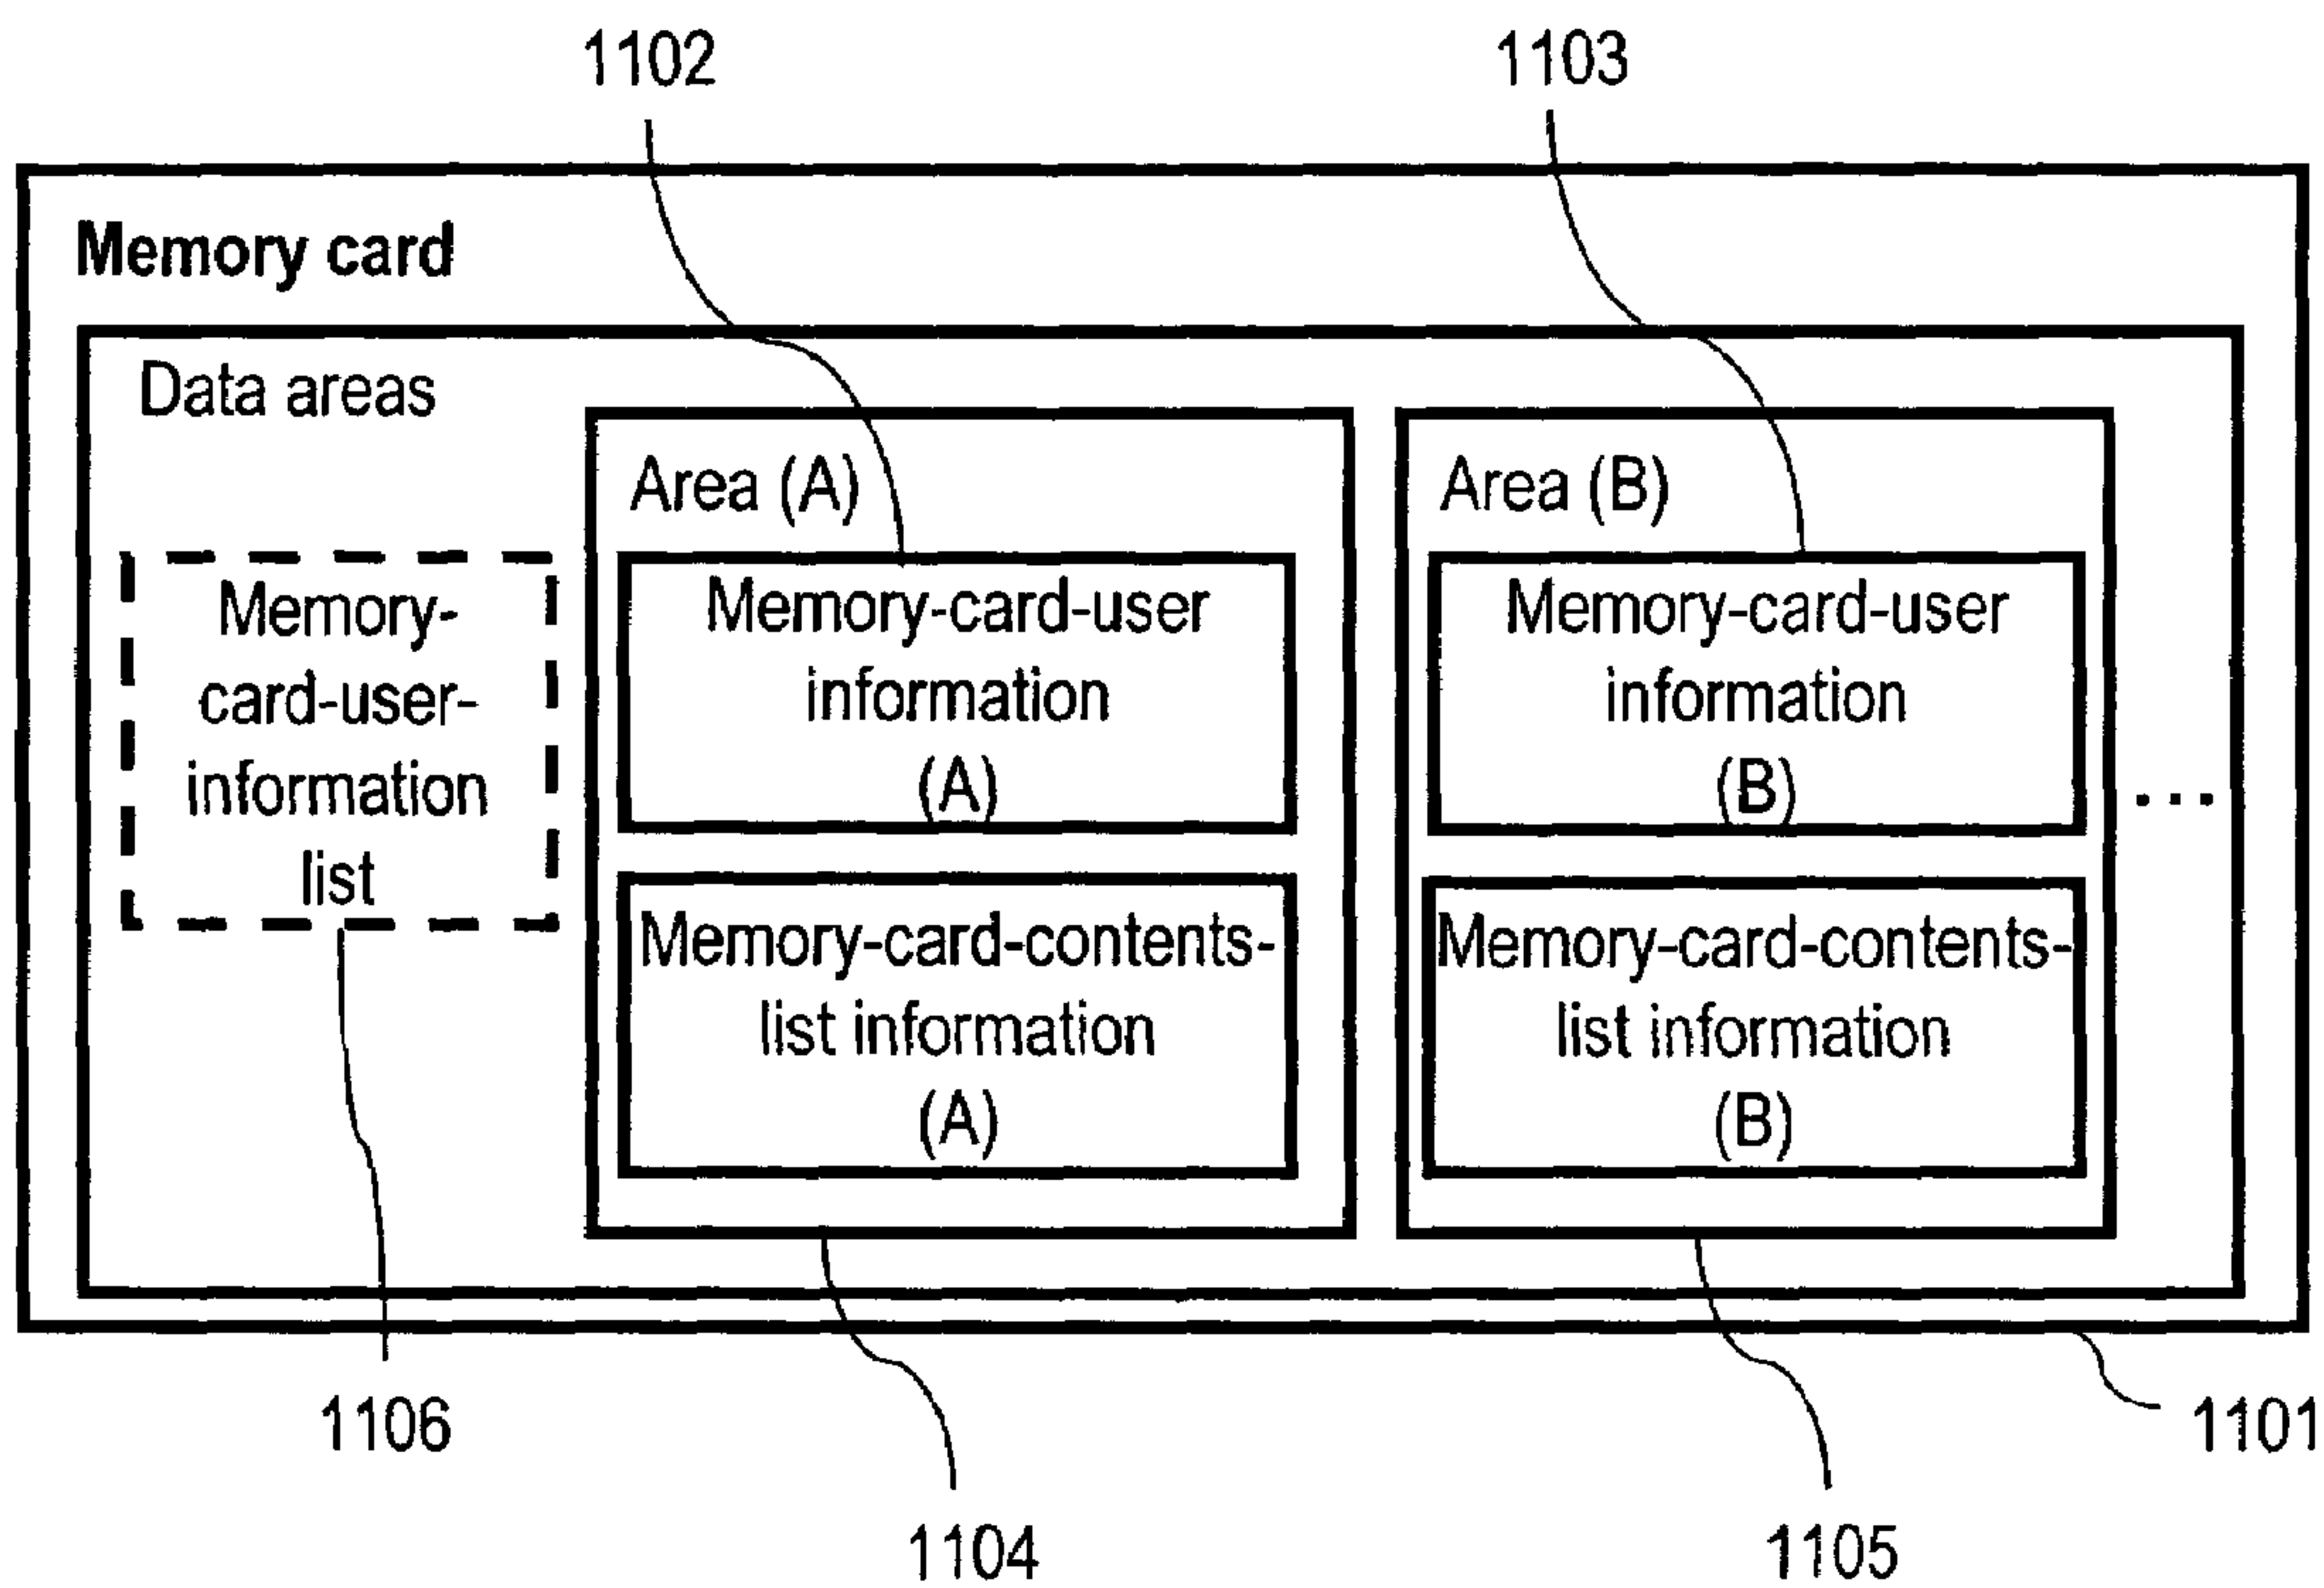 1102
1103
Memory card
Data areas
Memory-
card-user-
information
list
Area (A)
Memory-card-user
information
(A)
Memory-card-contents-
list information
(A)
Area (B)
Memory-card-user
information
(B)
Memory-card-contents-
list information
(B)
...
1106
1104
1105
1101